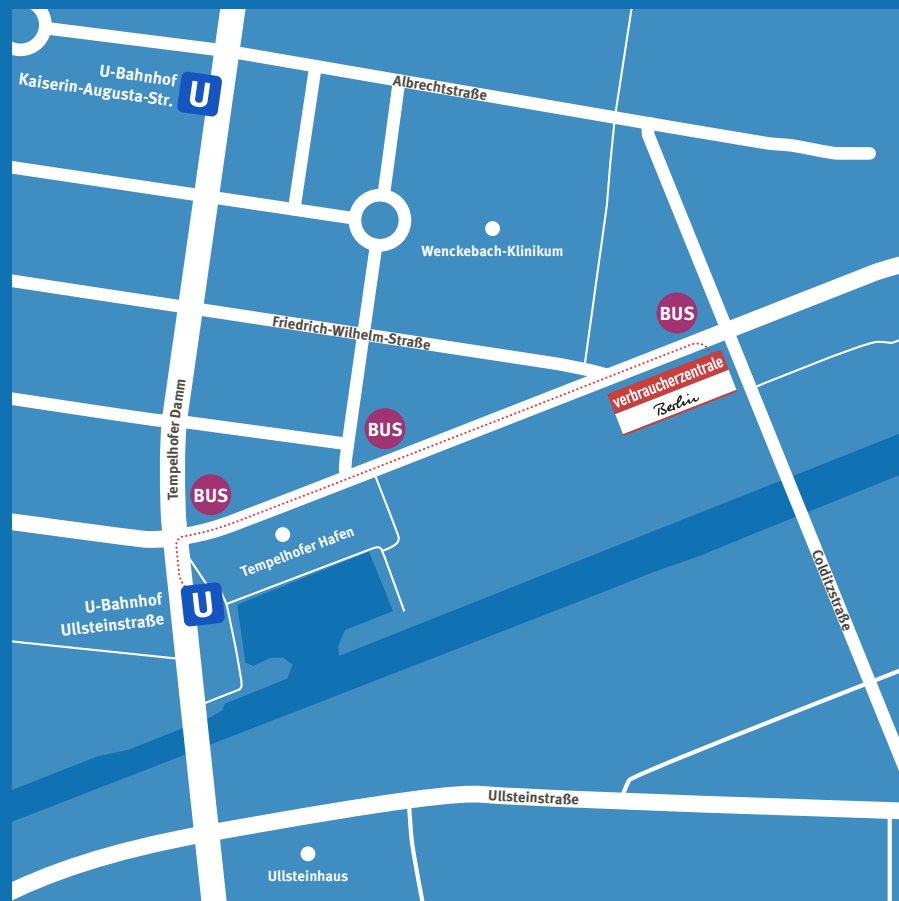 U-Bahnhof
Kaiserin-Augusta-Str.
U
Albrechtstraße
Wenckebach-Klinikum
BUS
Friedrich-Wilhelm-Straße
verbraucherzentrale
Berlin
Tempelhofer Damm
BUS
BUS
Tempelhofer Hafen
U-Bahnhof
Ullsteinstraße
U
Colditzstraße
Ullsteinstraße
Ullsteinhaus